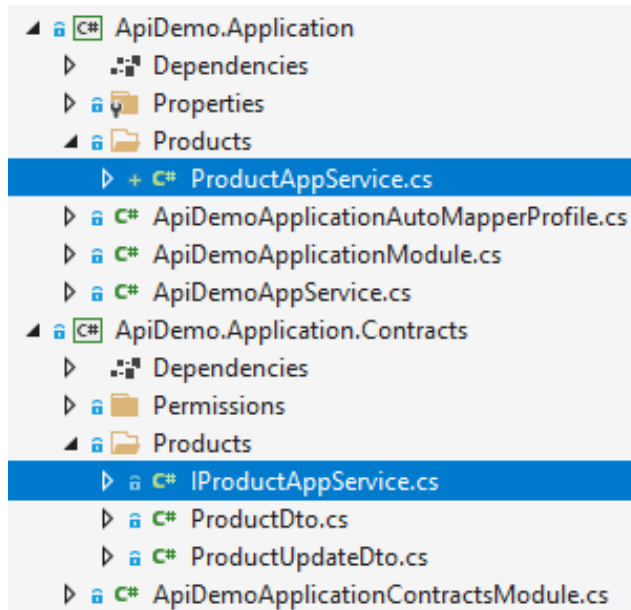 C# ApiDemo.Application
Dependencies
Properties
Products
+ C# ProductAppService.cs
C# ApiDemoApplicationAutoMapperProfile.cs
C# ApiDemoApplicationModule.cs
C# ApiDemoAppService.cs
C# ApiDemo.Application.Contracts
Dependencies
Permissions
Products
C# IProductAppService.cs
C# ProductDto.cs
C# ProductUpdateDto.cs
C# ApiDemoApplicationContractsModule.cs